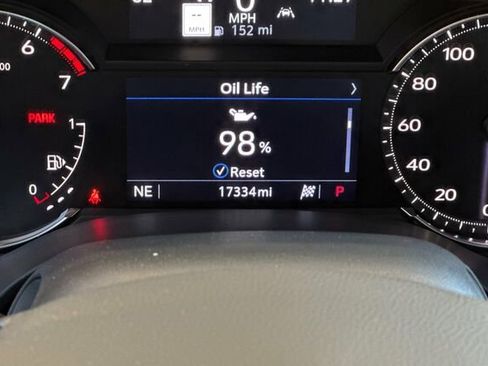 MPH
MPH
152 mi
Oil Life
98 %
Reset
NE
17334mi
P
6
7
PARK
1
0
100
80
60
40
20